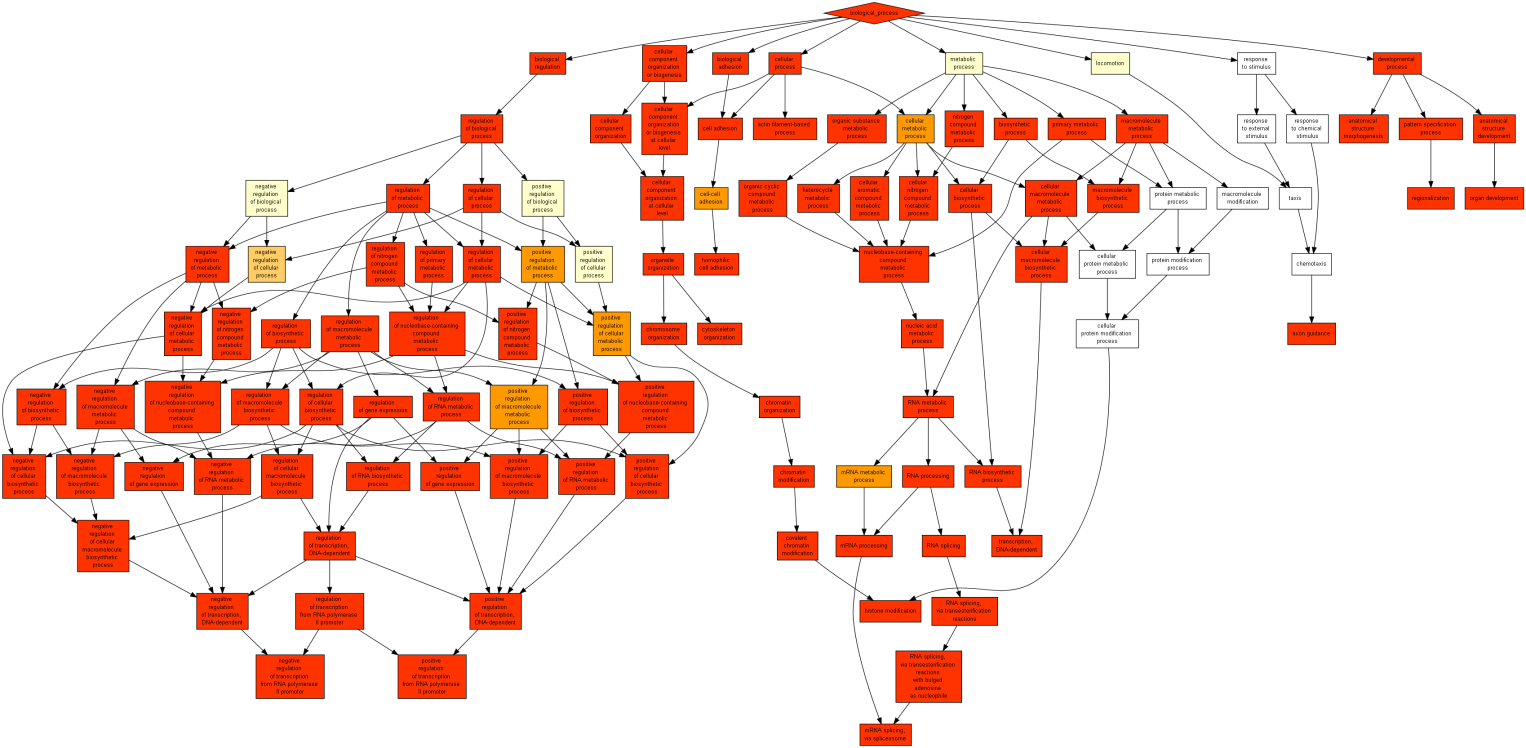 biological_process
biological
regulation
cellular
component
organization
or biogenesis
biological
adhesion
cellular
process
metabolic
process
locomotion
response
to stimulus
developmental
process
regulation
of biological
process
cellular
component
organization
cellular
component
organization
or biogenesis
at cellular
level
cell adhesion
actin filament-based
process
organic substance
metabolic
process
cellular
metabolic
process
nitrogen
compound
metabolic
process
biosynthetic
process
primary metabolic
process
macromolecule
metabolic
process
response
to external
stimulus
response
to chemical
stimulus
anatomical
structure
morphogenesis
pattern specification
process
anatomical
structure
development
negative
regulation
of biological
process
regulation
of metabolic
process
regulation
of cellular
process
positive
regulation
of biological
process
cellular
component
organization
at cellular
level
cell-cell
adhesion
organic cyclic
compound
metabolic
process
heterocycle
metabolic
process
cellular
aromatic
compound
metabolic
process
cellular
nitrogen
compound
metabolic
process
cellular
biosynthetic
process
cellular
macromolecule
metabolic
process
macromolecule
biosynthetic
process
protein metabolic
process
macromolecule
modification
taxis
regionalization
organ development
negative
regulation
of metabolic
process
negative
regulation
of cellular
process
regulation
of nitrogen
compound
metabolic
process
regulation
of primary
metabolic
process
regulation
of cellular
metabolic
process
positive
regulation
of metabolic
process
positive
regulation
of cellular
process
organelle
organization
homophilic
cell adhesion
nucleobase-containing
compound
metabolic
process
cellular
macromolecule
biosynthetic
process
cellular
protein metabolic
process
protein modification
process
chemotaxis
negative
regulation
of cellular
metabolic
process
negative
regulation
of nitrogen
compound
metabolic
process
regulation
of biosynthetic
process
regulation
of macromolecule
metabolic
process
regulation
of nucleobase-containing
compound
metabolic
process
positive
regulation
of nitrogen
compound
metabolic
process
positive
regulation
of cellular
metabolic
process
chromosome
organization
cytoskeleton
organization
nucleic acid
metabolic
process
cellular
protein modification
process
axon guidance
negative
regulation
of biosynthetic
process
negative
regulation
of macromolecule
metabolic
process
negative
regulation
of nucleobase-containing
compound
metabolic
process
regulation
of macromolecule
biosynthetic
process
regulation
of cellular
biosynthetic
process
regulation
of gene expression
regulation
of RNA metabolic
process
positive
regulation
of macromolecule
metabolic
process
positive
regulation
of biosynthetic
process
positive
regulation
of nucleobase-containing
compound
metabolic
process
chromatin
organization
RNA metabolic
process
negative
regulation
of cellular
biosynthetic
process
negative
regulation
of macromolecule
biosynthetic
process
negative
regulation
of gene expression
negative
regulation
of RNA metabolic
process
regulation
of cellular
macromolecule
biosynthetic
process
regulation
of RNA biosynthetic
process
positive
regulation
of gene expression
positive
regulation
of macromolecule
biosynthetic
process
positive
regulation
of RNA metabolic
process
positive
regulation
of cellular
biosynthetic
process
chromatin
modification
mRNA metabolic
process
RNA processing
RNA biosynthetic
process
negative
regulation
of cellular
macromolecule
biosynthetic
process
regulation
of transcription,
DNA-dependent
covalent
chromatin
modification
mRNA processing
RNA splicing
transcription,
DNA-dependent
negative
regulation
of transcription,
DNA-dependent
regulation
of transcription
from RNA polymerase
II promoter
positive
regulation
of transcription,
DNA-dependent
histone modification
RNA splicing,
via transesterification
reactions
negative
regulation
of transcription
from RNA polymerase
II promoter
positive
regulation
of transcription
from RNA polymerase
II promoter
RNA splicing,
via transesterification
reactions
with bulged
adenosine
as nucleophile
mRNA splicing,
via spliceosome